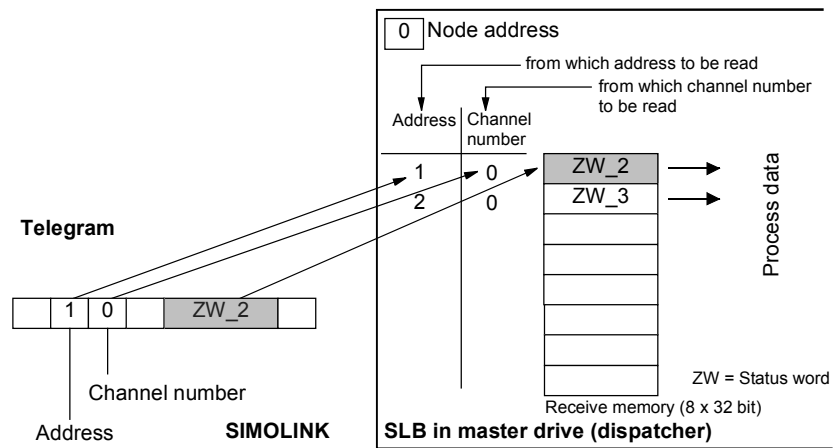 0 Node address
from which address to be read
from which channel number
to be read
Address Channel
number
1 0 ZW_2
2 0 ZW_3
Process data
Telegram
1 0 ZW_2
ZW = Status word
Channel number
Receive memory (8 x 32 bit)
Address SIMOLINK SLB in master drive (dispatcher)